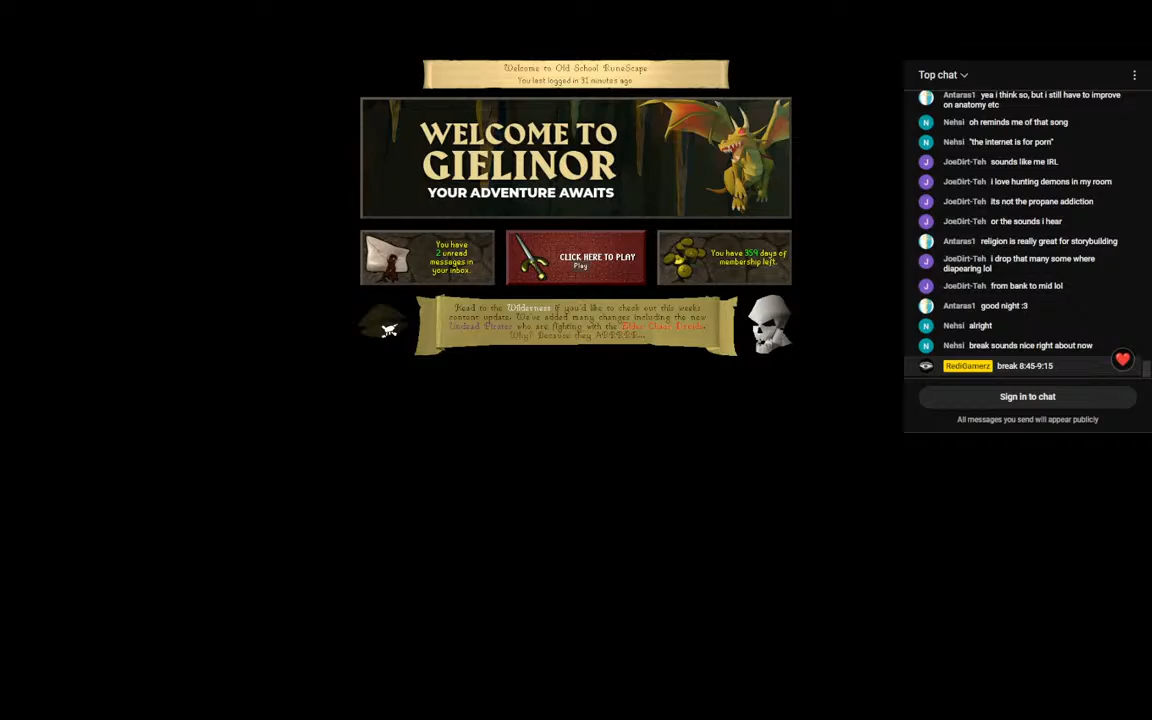 Welcome to Old School RuneScape
You last logged in 31 minutes ago
WELCOME TO
GIELINOR
YOUR ADVENTURE AWAITS
You have
2 unread
messages in
your inbox.
CLICK HERE TO PLAY
Play
You have 359 days of
membership left.
Head to the Wilderness if you'd like to check out this weeks
content update. We've added many changes including the new
Undead Pirates who are fighting with the Elder Chaos Druids.
Why? Because they
Top chat
Antaras1 yea i think so, but i still have to improve
on anatomy etc
N Nehsi oh reminds me of that song
N Nehsi "the internet is for porn"
J JoeDirt-Teh sounds like me IRL
J JoeDirt-Teh i love hunting demons in my room
J JoeDirt-Teh its not the propane addiction
J JoeDirt-Teh or the sounds i hear
Antaras1 religion is really great for storybuilding
J JoeDirt-Teh i drop that many some where
diapearing lol
J JoeDirt-Teh from bank to mid lol
Antaras1 good night :3
N Nehsi alright
N Nehsi break sounds nice right about now
RediGamerz break 8:45-9:15
Sign in to chat
All messages you send will appear publicly